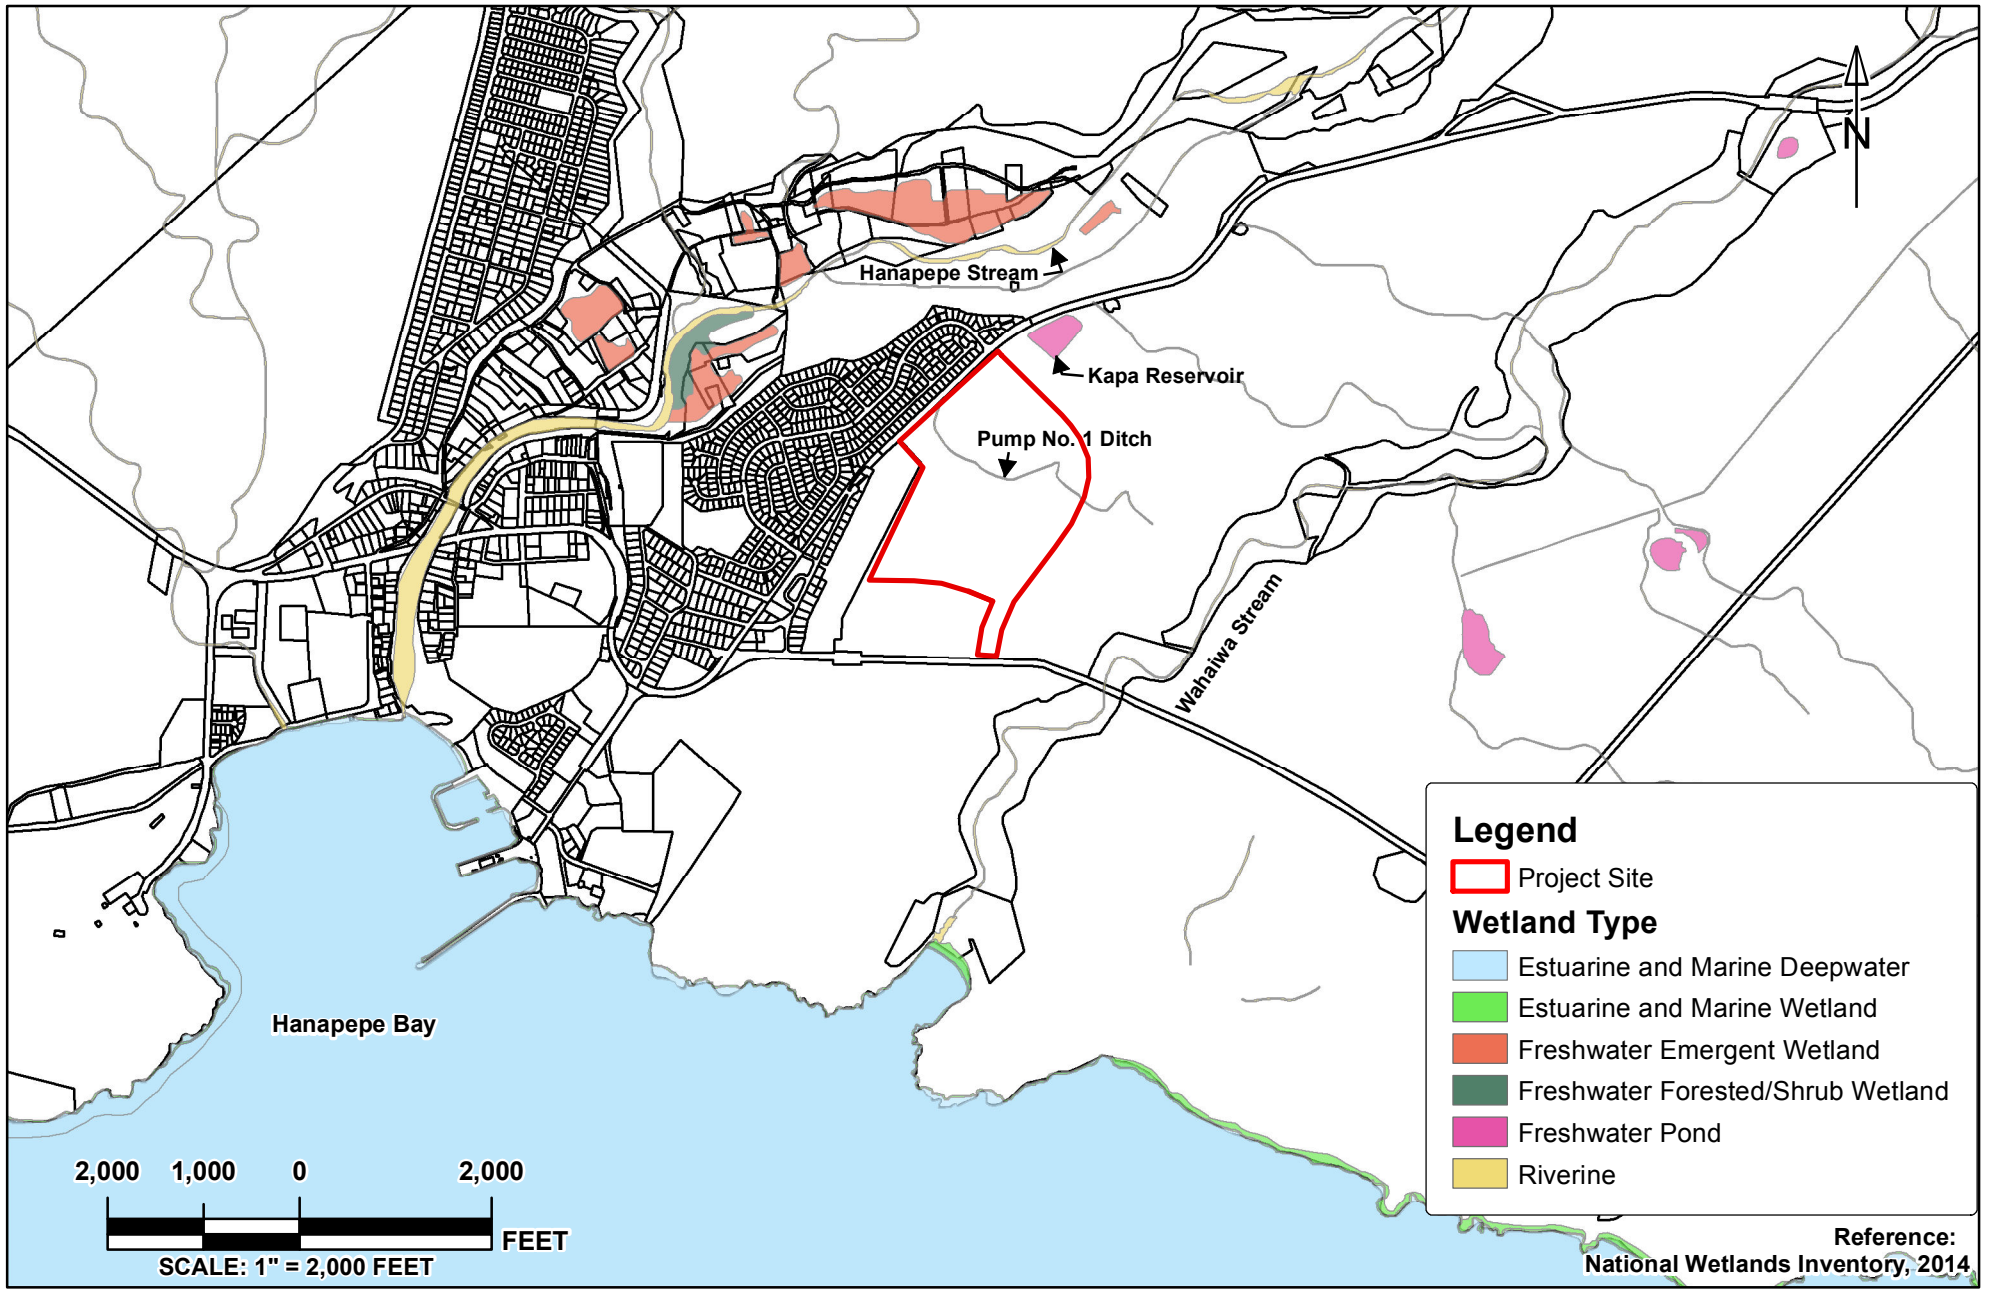 N
Hanapepe Stream
Kapa Reservoir
Pump No. 1 Ditch
Wahaiwa Stream
Hanapepe Bay
Legend
Project Site
Wetland Type
Estuarine and Marine Deepwater
Estuarine and Marine Wetland
Freshwater Emergent Wetland
Freshwater Forested/Shrub Wetland
Freshwater Pond
Riverine
2,000 1,000 0 2,000
FEET
SCALE: 1" = 2,000 FEET
Reference:
National Wetlands Inventory, 2014